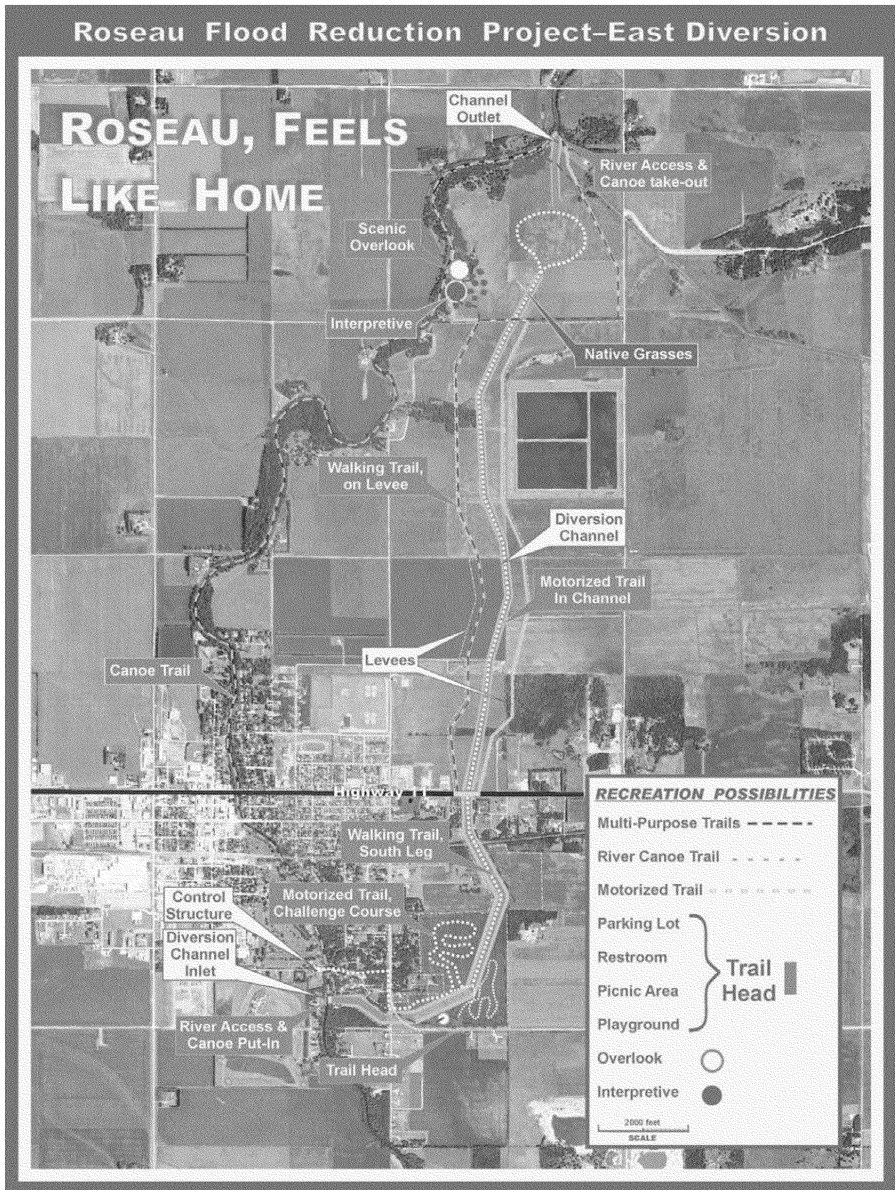 Roseau Flood Reduction Project–East Diversion
ROSEAU, FEELS
LIKE HOME
Channel
Outlet
River Access &
Canoe take-out
Scenic
Overlook
Interpretive
Native Grasses
Walking Trail,
on Levee
Diversion
Channel
Motorized Trail
In Channel
Levees
Canoe Trail
Highway 11
Walking Trail,
South Leg
Motorized Trail,
Challenge Course
Control
Structure
Diversion
Channel
Inlet
River Access &
Canoe Put-In
Trail Head
RECREATION POSSIBILITIES
Multi-Purpose Trails
River Canoe Trail
Motorized Trail
Parking Lot
Restroom
Picnic Area
Playground
Trail
Head
Overlook
Interpretive
2000 feet
SCALE